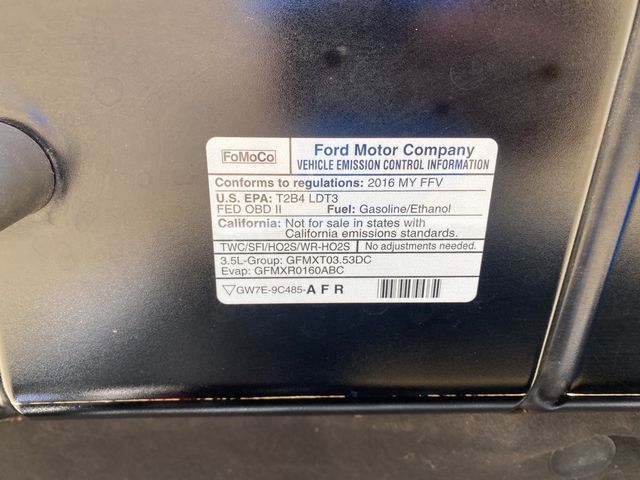 FoMoCo
Ford Motor Company
VEHICLE EMISSION CONTROL INFORMATION
Conforms to regulations: 2016 MY FFV
U.S. EPA: T2B4 LDT3
FED OBD II Fuel: Gasoline/Ethanol
California: Not for sale in states with
California emissions standards.
TWC/SFI/HO2S/WR-HO2S No adjustments needed.
3.5L-Group: GFMXT03.53DC
Evap: GFMXR0160ABC
GW7E-9C485-A F R